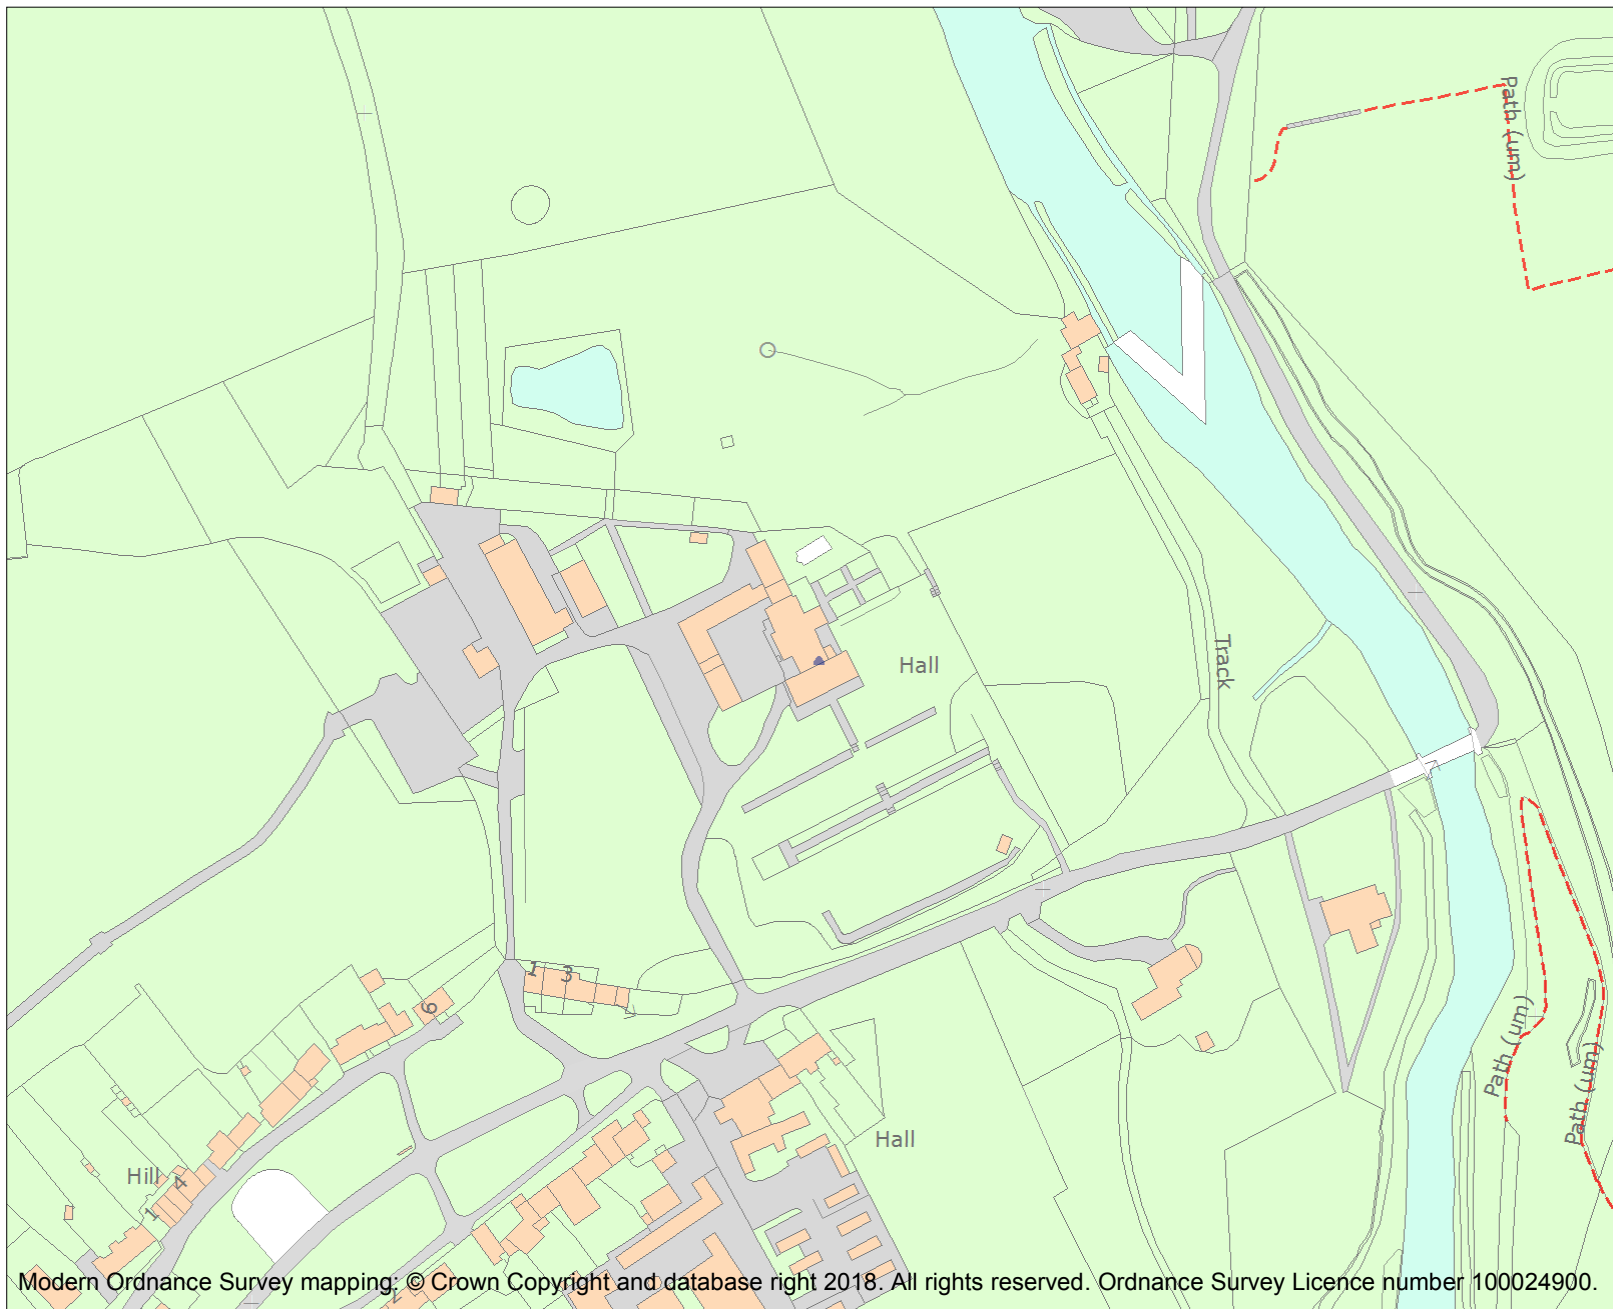 Path (um)
Hall
Track
1 3
6
Path (um)
Path (um)
Hall
Hill
4
1
2
Modern Ordnance Survey mapping: © Crown Copyright and database right 2018. All rights reserved. Ordnance Survey Licence number 100024900.